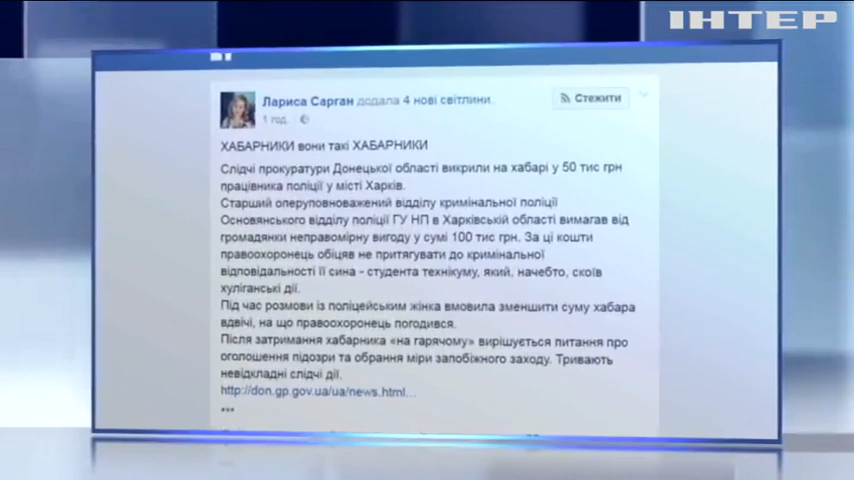 ІНТЕР
Лариса Сарган додала 4 нові світлини.
Стежити
1 год.
ХАБАРНИКИ вони такі ХАБАРНИКИ
Слідчі прокуратури Донецької області викрили на хабарі у 50 тис грн
працівника поліції у місті Харків.
Старший оперуповноважений відділу кримінальної поліції
Основянського відділу поліції ГУ НП в Харківській області вимагав від
громадянки неправомірну вигоду у сумі 100 тис грн. За ці кошти
правоохоронець обіцяв не притягувати до кримінальної
відповідальності її сина - студента технікуму, який, начебто, скоїв
хуліганські дії.
Під час розмови із поліцейським жінка вмовила зменшити суму хабара
вдвічі, на що правоохоронець погодився.
Після затримання хабарника «на гарячому» вирішується питання про
оголошення підозри та обрання міри запобіжного заходу. Тривають
невідкладні слідчі дії.
http://don.gp.gov.ua/ua/news.html...
***